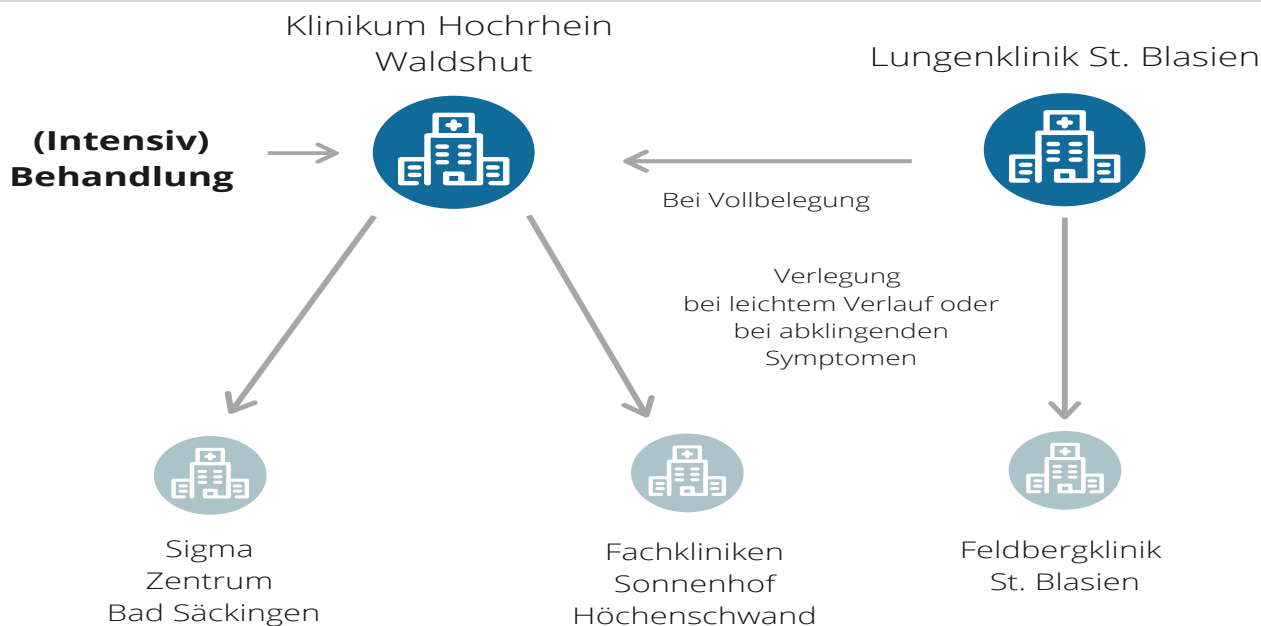 Klinikum Hochrhein
Waldshut
Lungenklinik St. Blasien
(Intensiv)
Behandlung
Bei Vollbelegung
Verlegung
bei leichtem Verlauf oder
bei abklingenden
Symptomen
Sigma
Zentrum
Bad Säckingen
Fachkliniken
Sonnenhof
Höchenschwand
Feldbergklinik
St. Blasien